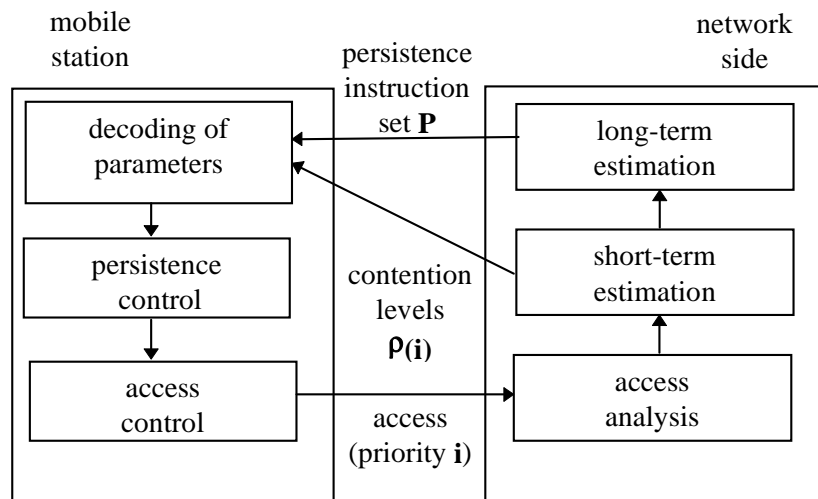 mobile
station
persistence
instruction
set P
network
side
decoding of
parameters
long-term
estimation
persistence
control
contention
levels
ρ(i)
short-term
estimation
access
control
access
(priority i)
access
analysis